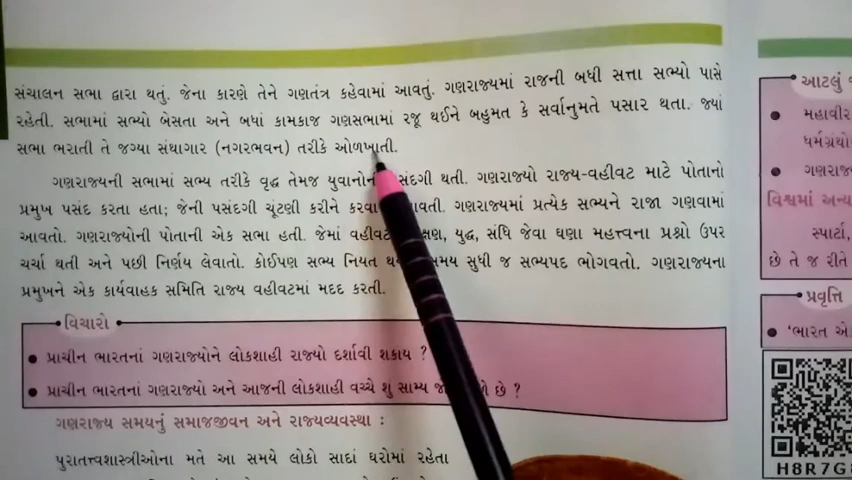 સંચાલન સભા દ્વારા થતું. જેના કારણે તેને ગણતંત્ર કહેવામાં આવતું. ગણરાજ્યમાં રાજની બધી સત્તા સભ્યો પાસે
રહેતી. સભામાં સભ્યો બેસતા અને બધાં કામકાજ ગણસભામાં રજૂ થઈને બહુમત કે સર્વાનુમતે પસાર થતા. જ્યાં
સભા ભરાતી તે જગ્યા સંથાગાર (નગરભવન) તરીકે ઓળખાતી.
ગણરાજ્યની સભામાં સભ્ય તરીકે વૃદ્ધ તેમજ યુવાનોની સંદગી થતી. ગણરાજ્યો રાજ્ય-વહીવટ માટે પોતાનો
પ્રમુખ પસંદ કરતા હતા; જેની પસંદગી ચૂંટણી કરીને કરવા આવતી. ગણરાજ્યમાં પ્રત્યેક સભ્યને રાજા ગણવામાં
આવતો. ગણરાજ્યોની પોતાની એક સભા હતી. જેમાં વહીવટ ક્ષણ, યુદ્ધ, સંધિ જેવા ઘણા મહત્ત્વના પ્રશ્નો ઉપર
ચર્ચા થતી અને પછી નિર્ણય લેવાતો. કોઈપણ સભ્ય નિયત સમય સુધી જ સભ્યપદ ભોગવતો. ગણરાજ્યના
પ્રમુખને એક કાર્યવાહક સમિતિ રાજ્ય વહીવટમાં મદદ કરતી.
વિચારો
● પ્રાચીન ભારતનાં ગણરાજ્યોને લોકશાહી રાજ્યો દર્શાવી શકાય ?
● પ્રાચીન ભારતનાં ગણરાજ્યો અને આજની લોકશાહી વચ્ચે શુ સામ્ય છે ?
ગણરાજ્ય સમયનું સમાજજીવન અને રાજ્યવ્યવસ્થા :
પુરાતત્ત્વશાસ્ત્રીઓના મતે આ સમયે લોકો સાદાં ઘરોમાં રહેતા
આટલું
● મહાવીર
ધર્મગ્રંથો
● ગણરાજ
વિશ્વમાં અન્ય
સ્પાર્ટા,
છે તે જ રીતે
પ્રવૃત્તિ
● 'ભારત એ
H8R7G